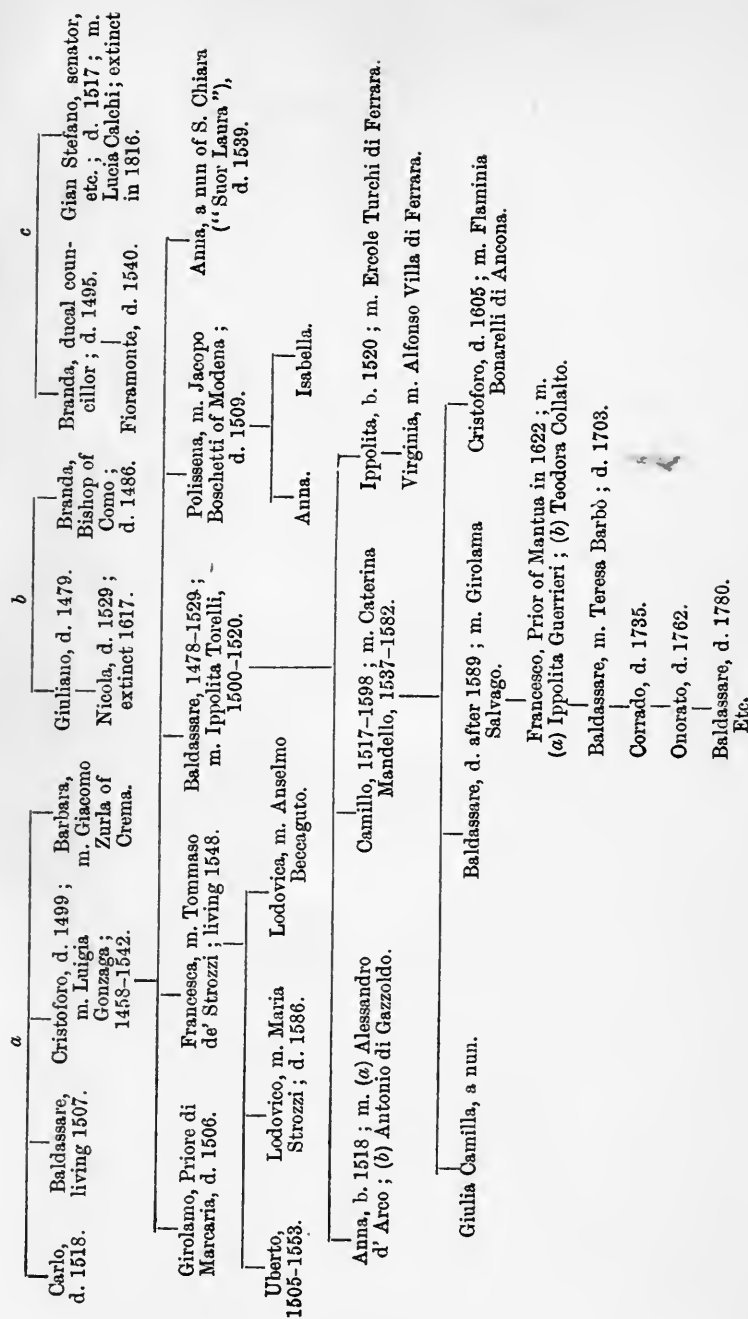 a
Carlo,
d. 1518.
Baldassare,
living 1507.
Cristoforo, d. 1499;
m. Luigia
Gonzaga;
1458–1542.
Barbara,
m. Giacomo
Zurla of
Crema.
b
Giuliano, d. 1479.
Nicola, d. 1529;
extinct 1617.
Branda,
Bishop of
Como;
d. 1486.
c
Branda, ducal coun-
cillor; d. 1495.
Fioramonte, d. 1540.
Gian Stefano, senator,
etc.; d. 1517; m.
Lucia Calchi; extinct
in 1816.
Girolamo, Priore di
Marcaria, d. 1506.
Francesca, m. Tommaso
de' Strozzi; living 1548.
Baldassare, 1478–1529;
m. Ippolita Torelli,
1500–1520.
Polissena, m. Jacopo
Boschetti of Modena;
d. 1509.
Anna, a nun of S. Chiara
("Suor Laura"),
d. 1539.
Uberto,
1505–1553.
Lodovico, m. Maria
Strozzi; d. 1586.
Lodovica, m. Anselmo
Beccaguto.
Anna.
Isabella.
Anna, b. 1518; m. (a) Alessandro
d' Arco; (b) Antonio di Gazzoldo.
Camillo, 1517–1598; m. Caterina
Mandello, 1537–1582.
Ippolita, b. 1520; m. Ercole Turchi di Ferrara.
Virginia, m. Alfonso Villa di Ferrara.
Giulia Camilla, a nun.
Baldassare, d. after 1589; m. Girolama
Salvago.
Cristoforo, d. 1605; m. Flaminia
Bonarelli di Ancona.
Francesco, Prior of Mantua in 1622; m.
(a) Ippolita Guerrieri; (b) Teodora Collalto.
Baldassare, m. Teresa Barbò; d. 1703.
Corrado, d. 1735.
Onorato, d. 1762.
Baldassare, d. 1780.
Etc.